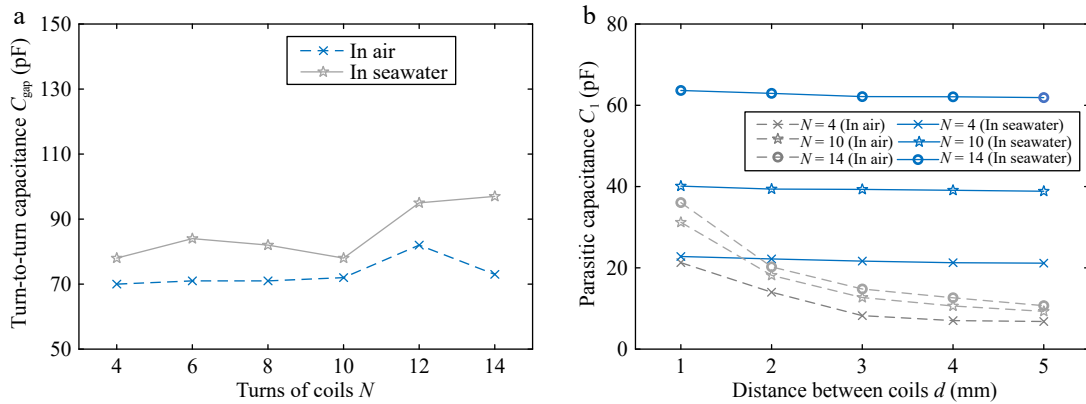 a
Turn-to-turn capacitance C_gap (pF)
150
130
110
90
70
50
In air
In seawater
4 6 8 10 12 14
Turns of coils N
b
Parasitic capacitance C_1 (pF)
80
60
40
20
0
N = 4 (In air) N = 4 (In seawater)
N = 10 (In air) N = 10 (In seawater)
N = 14 (In air) N = 14 (In seawater)
1 2 3 4 5
Distance between coils d (mm)